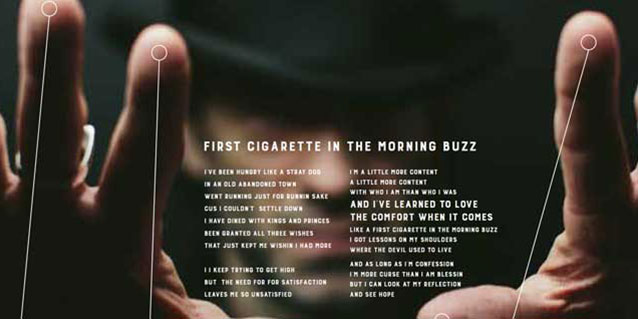 FIRST CIGARETTE IN THE MORNING BUZZ
I'VE BEEN HUNGRY LIKE A STRAY DOG
IN AN OLD ABANDONED TOWN
WENT RUNNING JUST FOR RUNNIN SAKE
CUS I COULDN'T SETTLE DOWN
I HAVE DINED WITH KINGS AND PRINCES
BEEN GRANTED ALL THREE WISHES
THAT JUST KEPT ME WISHIN I HAD MORE
I I KEEP TRYING TO GET HIGH
BUT THE NEED FOR FOR SATISFACTION
LEAVES ME SO UNSATISFIED
I'M A LITTLE MORE CONTENT
A LITTLE MORE CONTENT
WITH WHO I AM THAN WHO I WAS
AND I'VE LEARNED TO LOVE
THE COMFORT WHEN IT COMES
LIKE A FIRST CIGARETTE IN THE MORNING BUZZ
I GOT LESSONS ON MY SHOULDERS
WHERE THE DEVIL USED TO LIVE
AND AS LONG AS I'M CONFESSION
I'M MORE CURSE THAN I AM BLESSIN
BUT I CAN LOOK AT MY REFLECTION
AND SEE HOPE